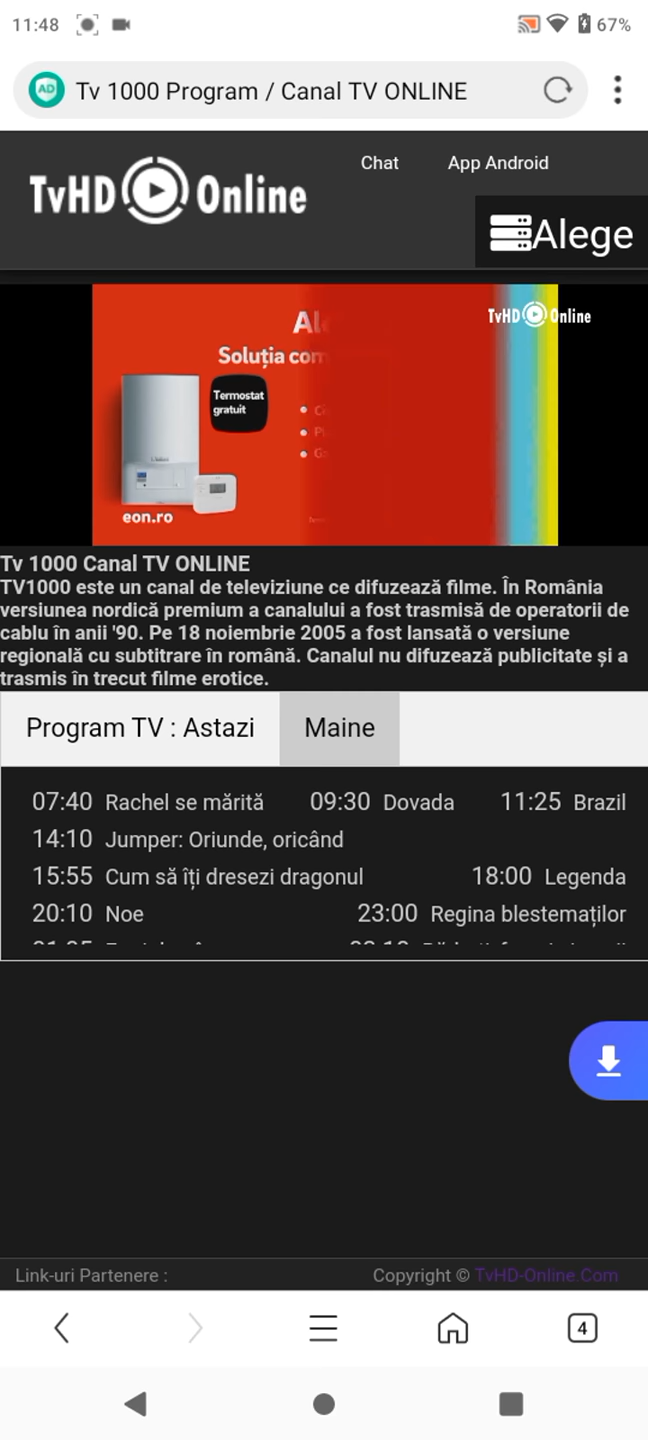 11:48
67%
AD
Tv 1000 Program / Canal TV ONLINE
Chat App Android
TvHD Online
Alege
TvHD Online
Soluția com
Termostat
gratuit
eon.ro
Tv 1000 Canal TV ONLINE
TV1000 este un canal de televiziune ce difuzează filme. În România
versiunea nordică premium a canalului a fost trasmisă de operatorii de
cablu în anii '90. Pe 18 noiembrie 2005 a fost lansată o versiune
regională cu subtitrare în română. Canalul nu difuzează publicitate și a
trasmis în trecut filme erotice.
Program TV : Astazi Maine
07:40 Rachel se mărită 09:30 Dovada 11:25 Brazil
14:10 Jumper: Oriunde, oricând
15:55 Cum să îți dresezi dragonul 18:00 Legenda
20:10 Noe 23:00 Regina blestemaților
Link-uri Partenere : Copyright © TvHD-Online.Com
4